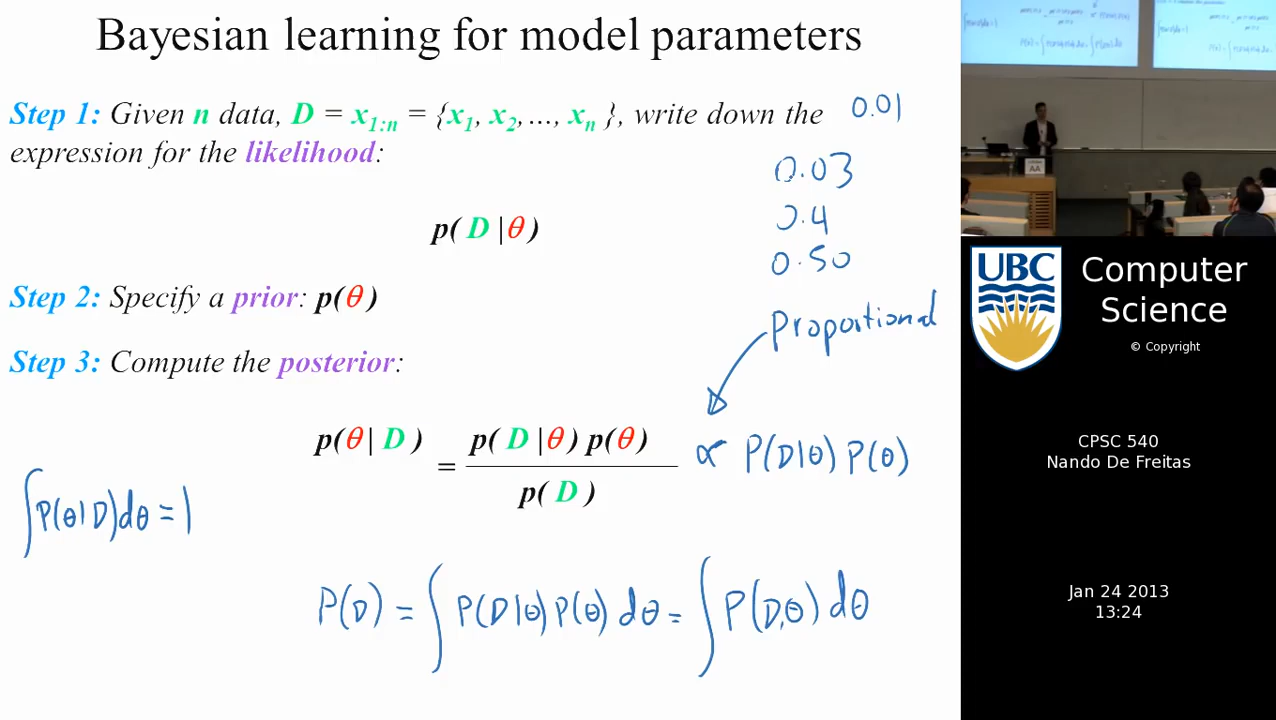 Bayesian learning for model parameters
Step 1: Given n data, D = x1:n = {x1, x2,…, xn }, write down the
expression for the likelihood:
0.01
0.03
0.4
0.50
p( D |θ )
Step 2: Specify a prior: p(θ )
Proportional
Step 3: Compute the posterior:
p(θ | D ) = p( D |θ ) p(θ ) / p( D ) ∝ P(D|θ) P(θ)
∫P(θ|D)dθ = 1
P(D) = ∫ P(D|θ) P(θ) dθ = ∫ P(D,θ) dθ
UBC
Computer
Science
© Copyright
CPSC 540
Nando De Freitas
Jan 24 2013
13:24